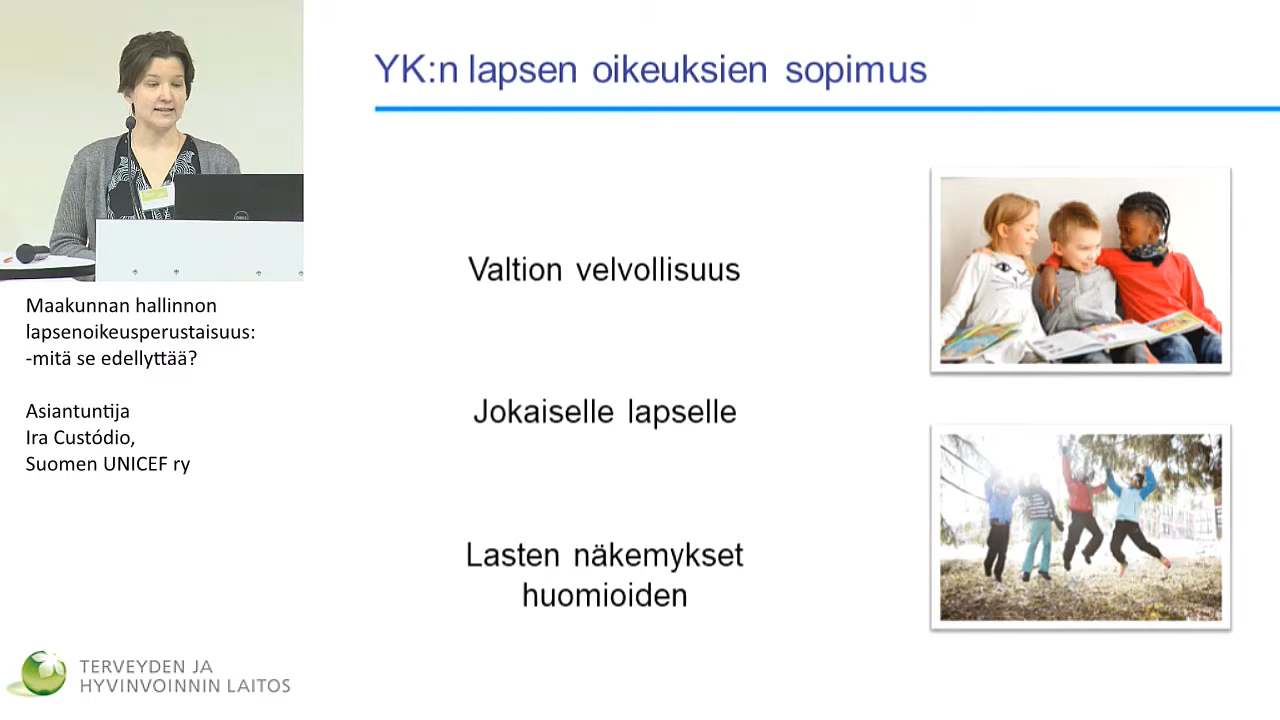 YK:n lapsen oikeuksien sopimus
Valtion velvollisuus
Jokaiselle lapselle
Lasten näkemykset
huomioiden
Maakunnan hallinnon
lapsenoikeusperustaisuus:
-mitä se edellyttää?
Asiantuntija
Ira Custódio,
Suomen UNICEF ry
TERVEYDEN JA
HYVINVOINNIN LAITOS